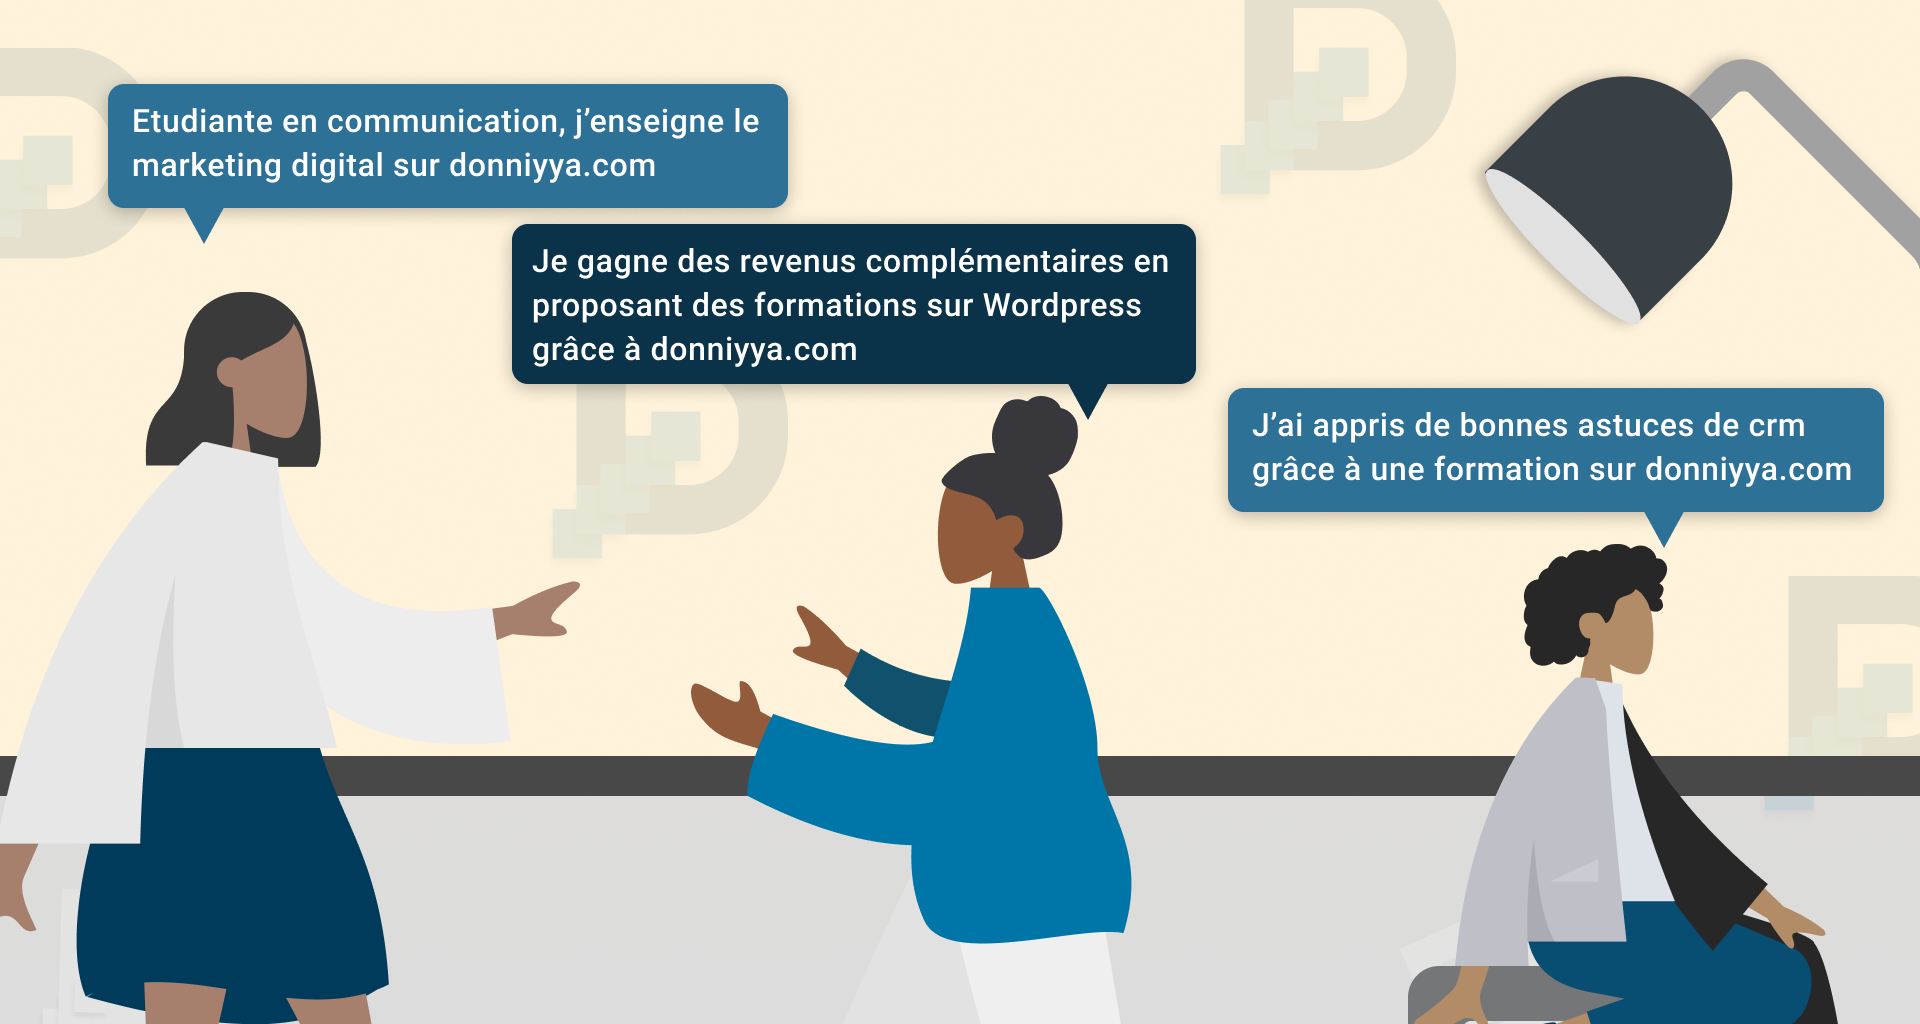 Etudiante en communication, j’enseigne le
marketing digital sur donniyya.com
Je gagne des revenus complémentaires en
proposant des formations sur Wordpress
grâce à donniyya.com
J’ai appris de bonnes astuces de crm
grâce à une formation sur donniyya.com